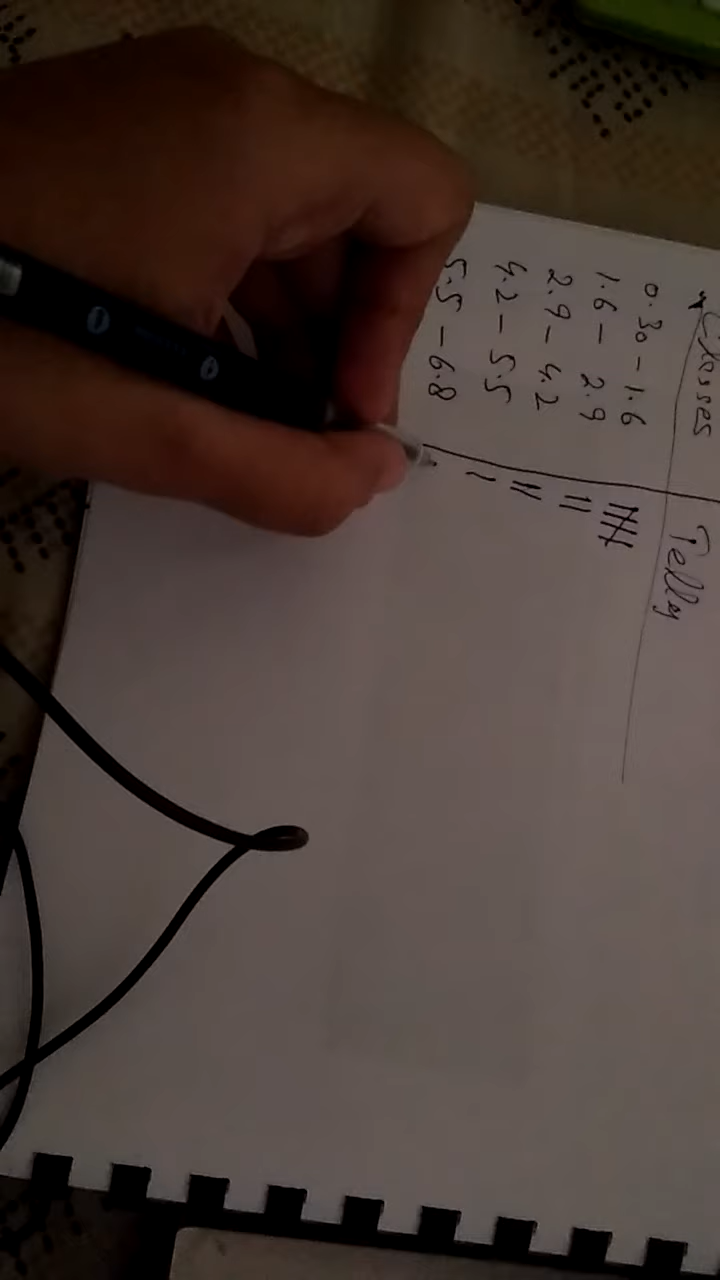 Classes Telly
0.30 - 1.6 𝍸
1.6 - 2.9 ||
2.9 - 4.2 ||
4.2 - 5.5 |
5.5 - 6.8